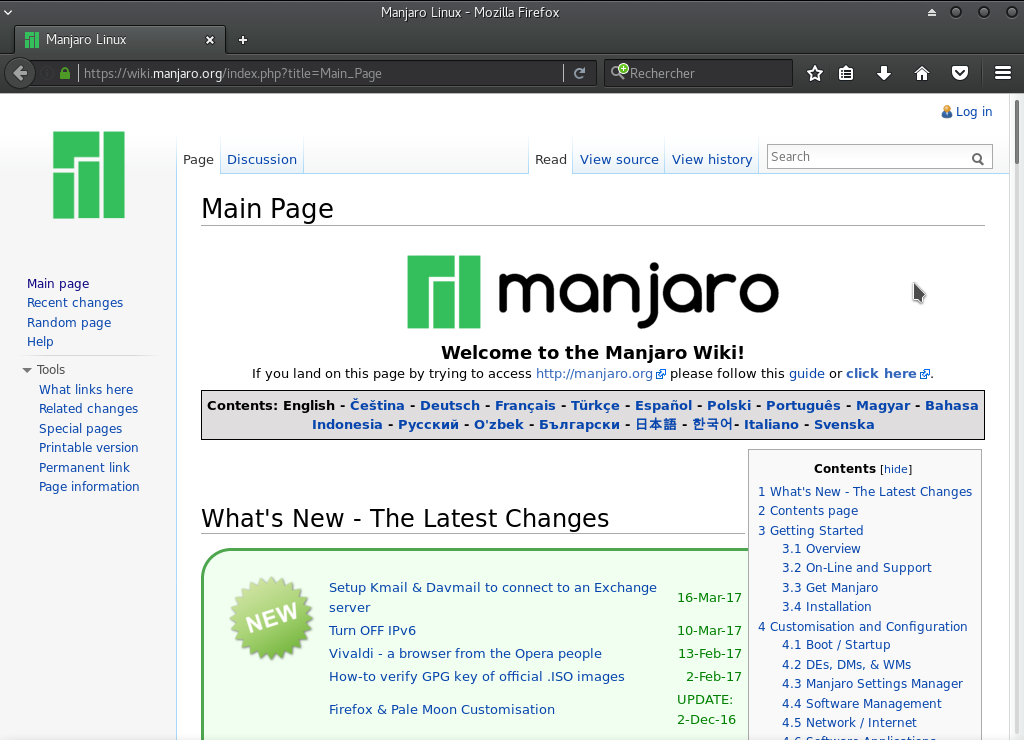 Manjaro Linux - Mozilla Firefox
Manjaro Linux
https://wiki.manjaro.org/index.php?title=Main_Page
Rechercher
Log in
Page
Discussion
Read
View source
View history
Search
Main page
Recent changes
Random page
Help
Tools
What links here
Related changes
Special pages
Printable version
Permanent link
Page information
Main Page
manjaro
Welcome to the Manjaro Wiki!
If you land on this page by trying to access http://manjaro.org please follow this guide or click here.
Contents: English - Čeština - Deutsch - Français - Türkçe - Español - Polski - Português - Magyar - Bahasa
Indonesia - Русский - O'zbek - Български - 日本語 - 한국어- Italiano - Svenska
What's New - The Latest Changes
NEW
Setup Kmail & Davmail to connect to an Exchange
server
16-Mar-17
Turn OFF IPv6 10-Mar-17
Vivaldi - a browser from the Opera people 13-Feb-17
How-to verify GPG key of official .ISO images 2-Feb-17
Firefox & Pale Moon Customisation
UPDATE:
2-Dec-16
Contents [hide]
1 What's New - The Latest Changes
2 Contents page
3 Getting Started
3.1 Overview
3.2 On-Line and Support
3.3 Get Manjaro
3.4 Installation
4 Customisation and Configuration
4.1 Boot / Startup
4.2 DEs, DMs, & WMs
4.3 Manjaro Settings Manager
4.4 Software Management
4.5 Network / Internet
4.6 Software Applications